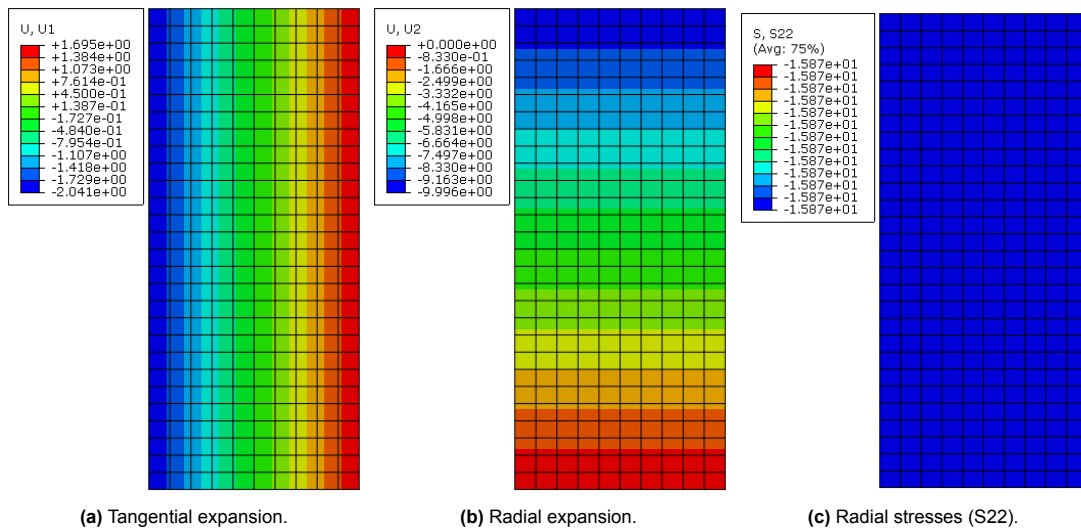 U, U1
+1.695e+00
+1.384e+00
+1.073e+00
+7.614e-01
+4.500e-01
+1.387e-01
-1.727e-01
-4.840e-01
-7.954e-01
-1.107e+00
-1.418e+00
-1.729e+00
-2.041e+00
U, U2
+0.000e+00
-8.330e-01
-1.666e+00
-2.499e+00
-3.332e+00
-4.165e+00
-4.998e+00
-5.831e+00
-6.664e+00
-7.497e+00
-8.330e+00
-9.163e+00
-9.996e+00
S, S22
(Avg: 75%)
-1.587e+01
-1.587e+01
-1.587e+01
-1.587e+01
-1.587e+01
-1.587e+01
-1.587e+01
-1.587e+01
-1.587e+01
-1.587e+01
-1.587e+01
-1.587e+01
-1.587e+01
(a) Tangential expansion.
(b) Radial expansion.
(c) Radial stresses (S22).